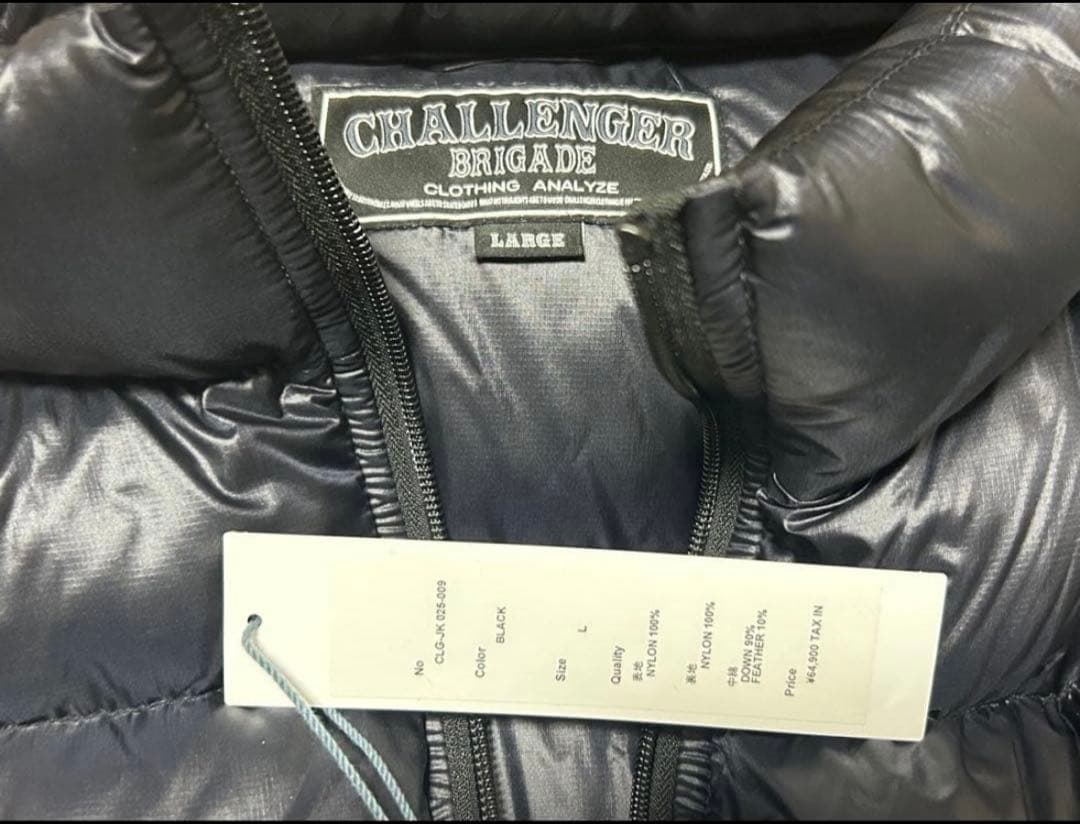 CHALLENGER
BRIGADE
CLOTHING ANALYZE
LARGE
No
CLG-JK 025-009
Color
BLACK
Size
L
Quality
表地
NYLON 100%
表地
NYLON 100%
中綿
DOWN 90%
FEATHER 10%
Price
¥64,900 TAX IN